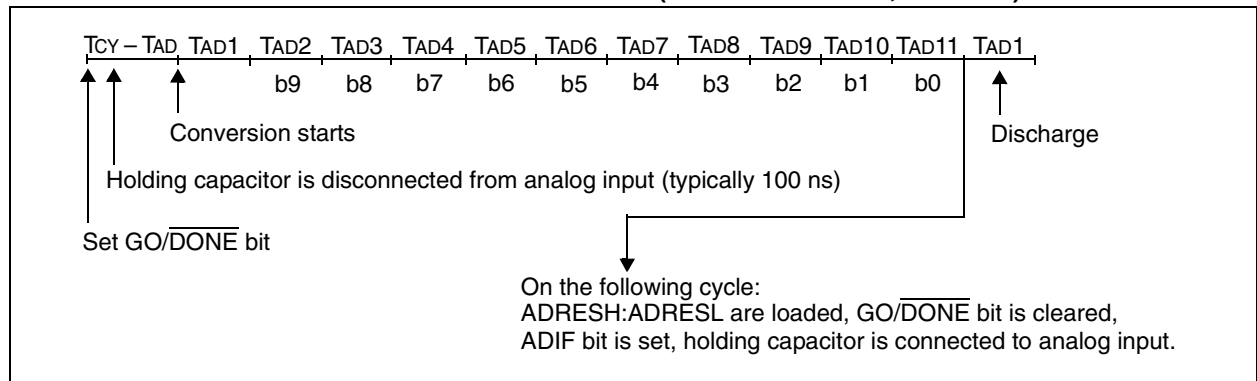 TCY – TAD TAD1 TAD2 TAD3 TAD4 TAD5 TAD6 TAD7 TAD8 TAD9 TAD10 TAD11 TAD1
b9 b8 b7 b6 b5 b4 b3 b2 b1 b0
Conversion starts
Discharge
Holding capacitor is disconnected from analog input (typically 100 ns)
Set GO/DONE bit
On the following cycle:
ADRESH:ADRESL are loaded, GO/DONE bit is cleared,
ADIF bit is set, holding capacitor is connected to analog input.